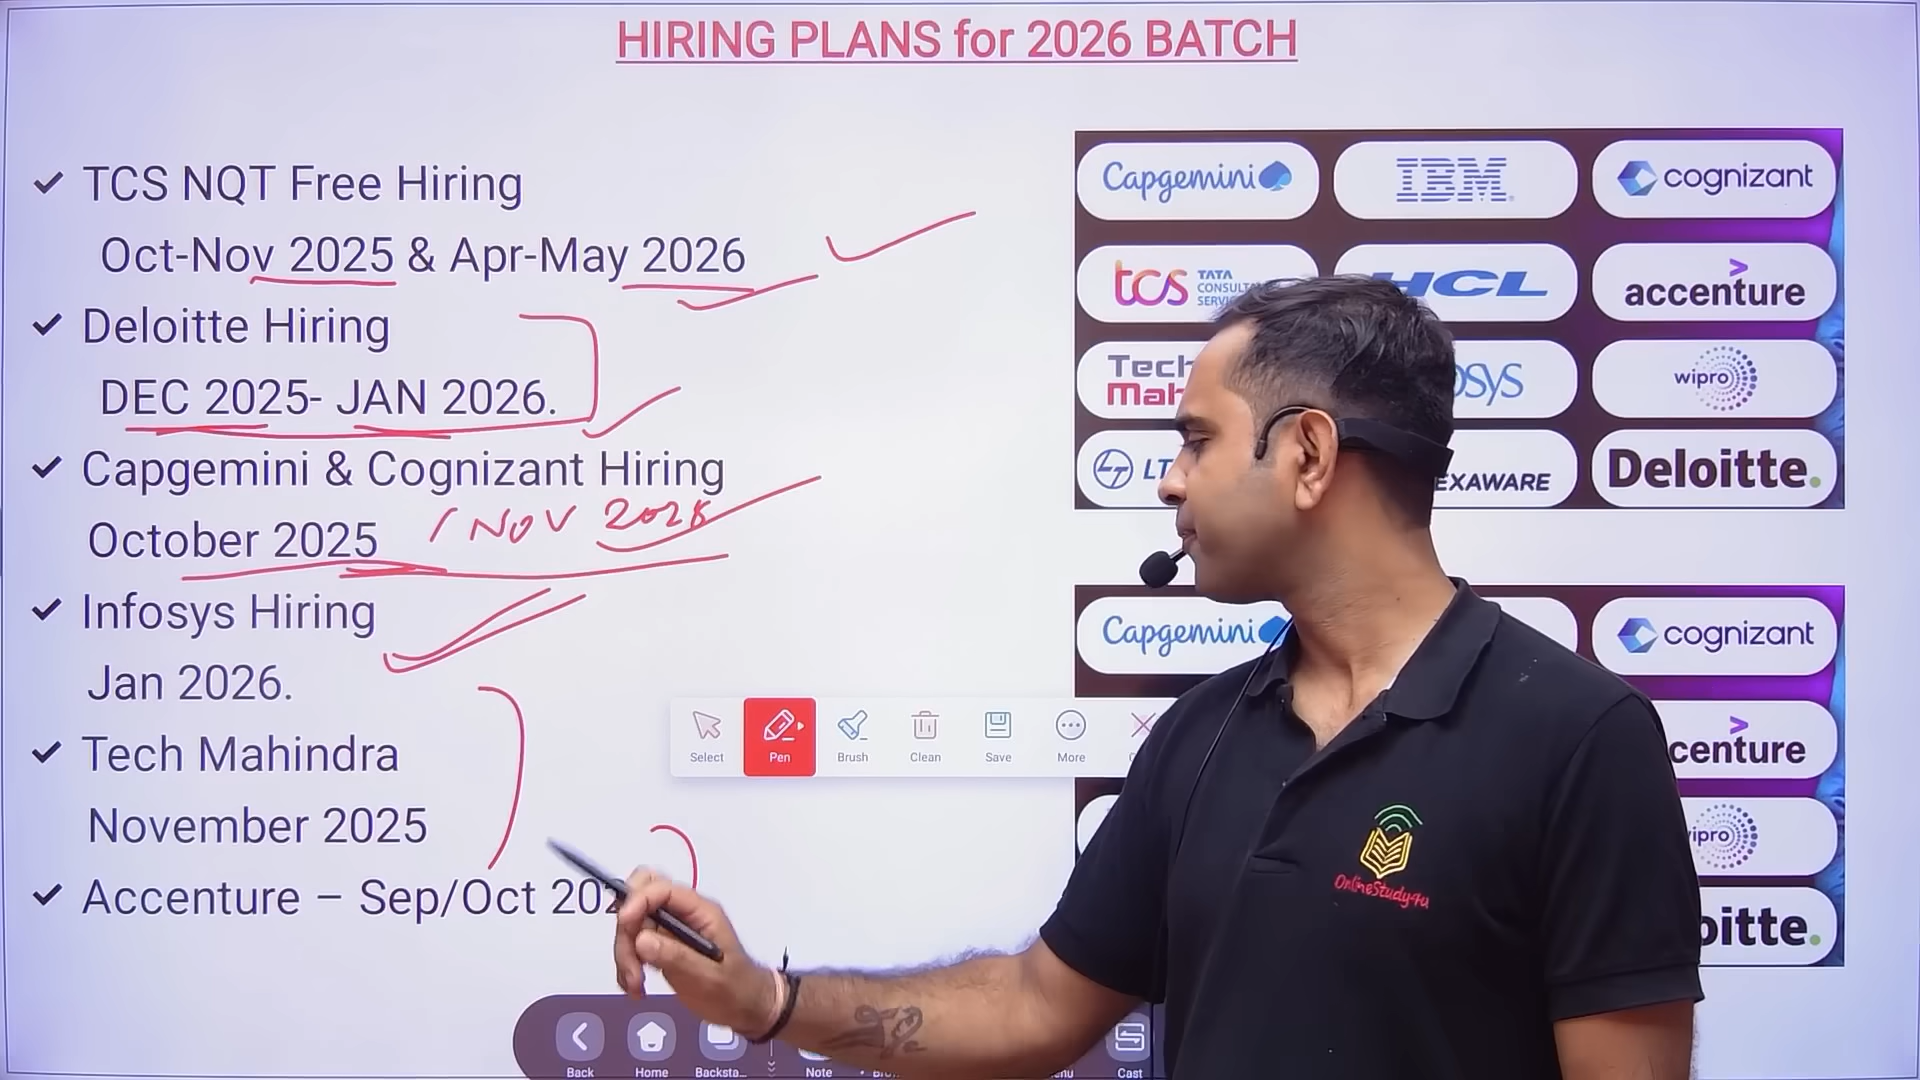 HIRING PLANS for 2026 BATCH
✓ TCS NQT Free Hiring
Oct-Nov 2025 & Apr-May 2026
✓ Deloitte Hiring
DEC 2025- JAN 2026.
✓ Capgemini & Cognizant Hiring
October 2025 / NOV
✓ Infosys Hiring
Jan 2026.
✓ Tech Mahindra
November 2025
✓ Accenture – Sep/Oct 202
Capgemini IBM cognizant
tcs TATA HCL accenture
Tech wipro
LT EXAWARE Deloitte.
Capgemini cognizant
centure
ipro
oitte.
Select Pen Brush Clean Save More
OnlineStudy4u
Back Home Backsta... Note Cast